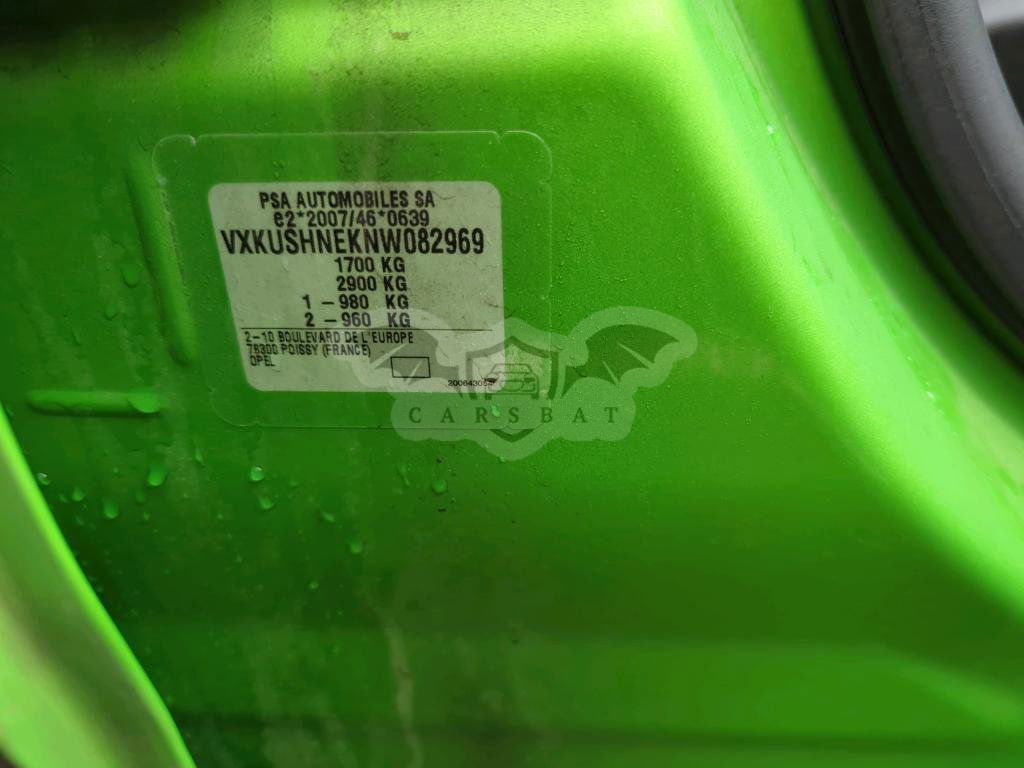 PSA AUTOMOBILES SA
e2*2007/46*0639
VXKUSHNEKNW082969
1700 KG
2900 KG
1 – 980 KG
2 – 960 KG
2–10 BOULEVARD DE L'EUROPE
78300 POISSY (FRANCE)
OPEL
CARSBAT